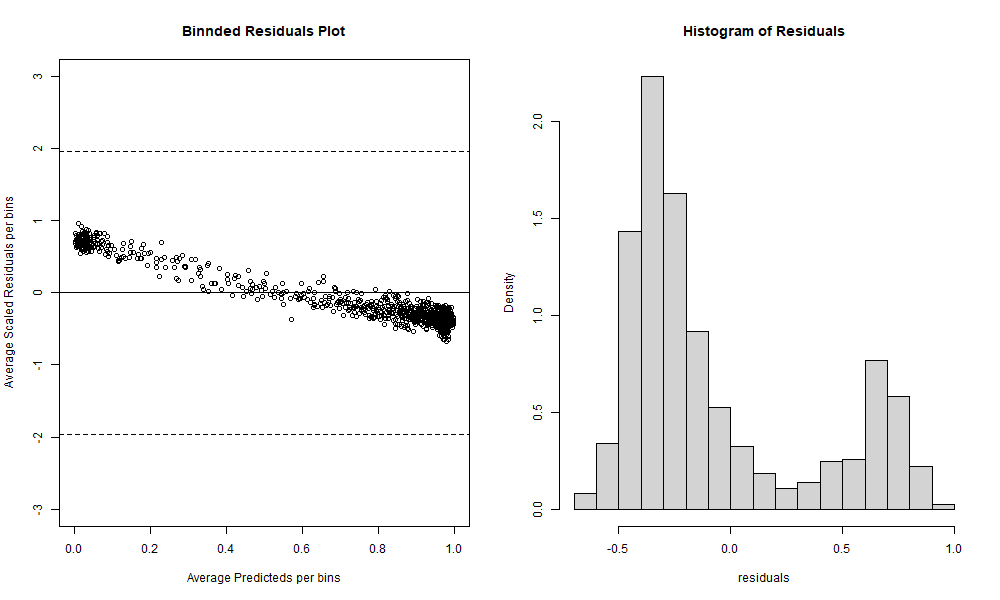 Binnded Residuals Plot
Average Scaled Residuals per bins
3
2
1
0
-1
-2
-3
0.0 0.2 0.4 0.6 0.8 1.0
Average Predicteds per bins
Histogram of Residuals
Density
2.0
1.5
1.0
0.5
0.0
-0.5 0.0 0.5 1.0
residuals